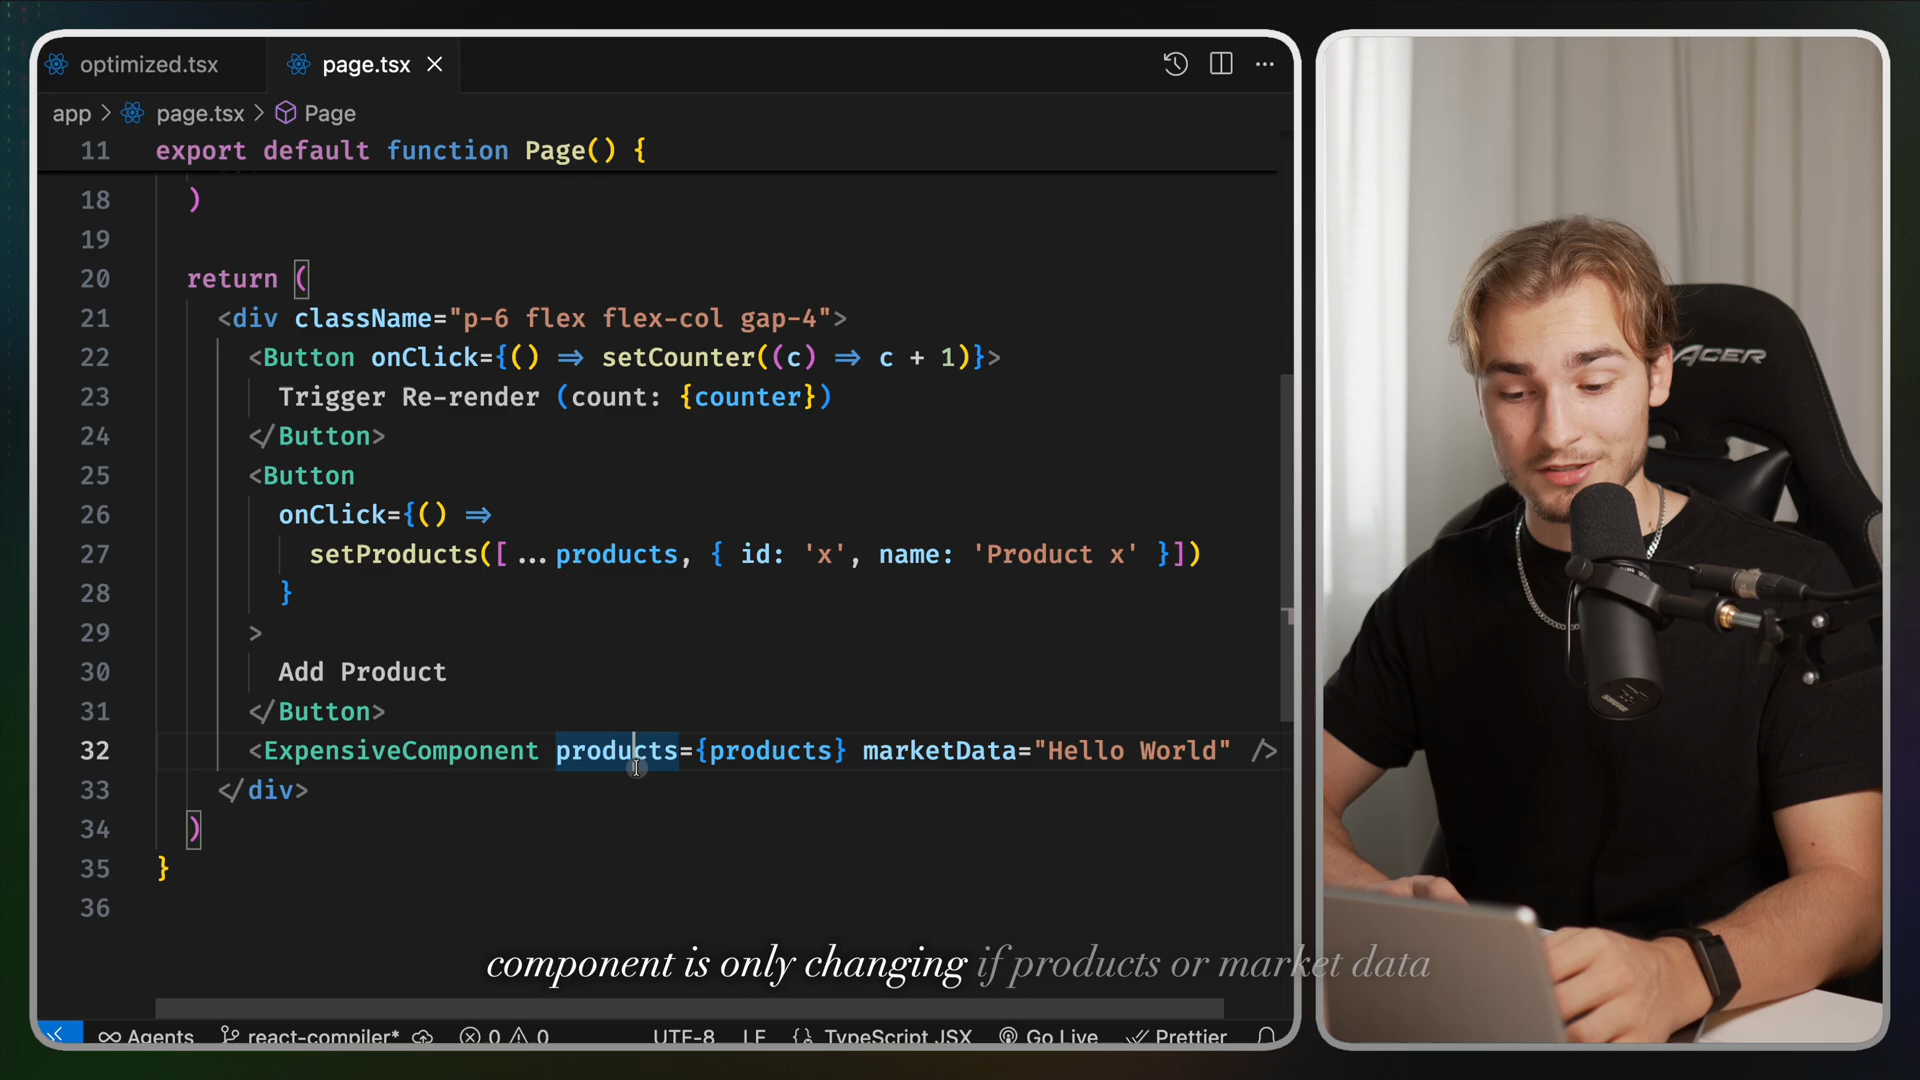 optimized.tsx
page.tsx
app > page.tsx > Page
11 export default function Page() {
18 )
19
20 return (
21 <div className="p-6 flex flex-col gap-4">
22 <Button onClick={() => setCounter((c) => c + 1)}>
23 Trigger Re-render (count: {counter})
24 </Button>
25 <Button
26 onClick={() =>
27 setProducts([...products, { id: 'x', name: 'Product x' }])
28 }
29 >
30 Add Product
31 </Button>
32 <ExpensiveComponent products={products} marketData="Hello World" />
33 </div>
34 )
35 }
36
component is only changing if products or market data
Agents react-compiler* 0 0 UTF-8 LF TypeScript JSX Go Live Prettier
ACER
SHURE